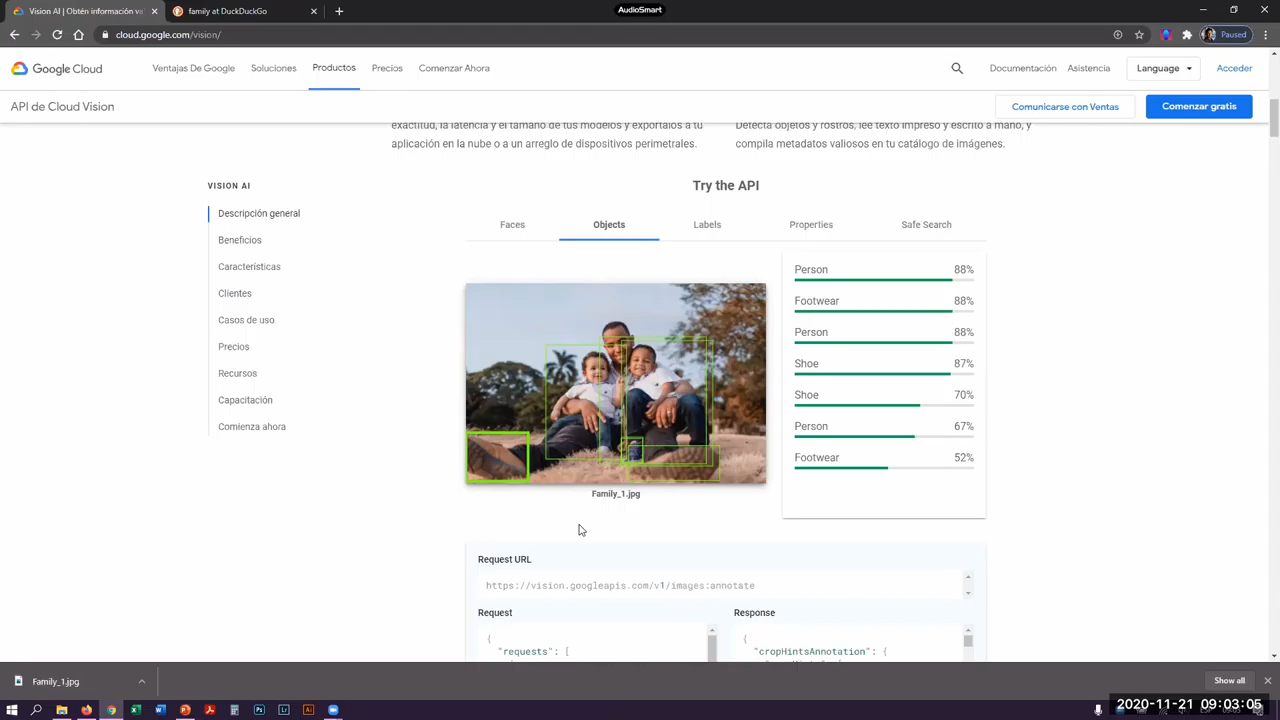 AudioSmart
Vision AI | Obtén información va
family at DuckDuckGo
cloud.google.com/vision/
Paused
Google Cloud
Ventajas De Google
Soluciones
Productos
Precios
Comenzar Ahora
Documentación
Asistencia
Language
Acceder
API de Cloud Vision
Comunicarse con Ventas
Comenzar gratis
exactitud, la latencia y el tamaño de tus modelos y expórtalos a tu
aplicación en la nube o a un arreglo de dispositivos perimetrales.
Detecta objetos y rostros, lee texto impreso y escrito a mano, y
compila metadatos valiosos en tu catálogo de imágenes.
VISION AI
Descripción general
Beneficios
Características
Clientes
Casos de uso
Precios
Recursos
Capacitación
Comienza ahora
Try the API
Faces
Objects
Labels
Properties
Safe Search
Person 88%
Footwear 88%
Person 88%
Shoe 87%
Shoe 70%
Person 67%
Footwear 52%
Family_1.jpg
Request URL
https://vision.googleapis.com/v1/images:annotate
Request
{
"requests": [
Response
{
"cropHintsAnnotation": {
Family_1.jpg
Show all
2020-11-21 09:03:05